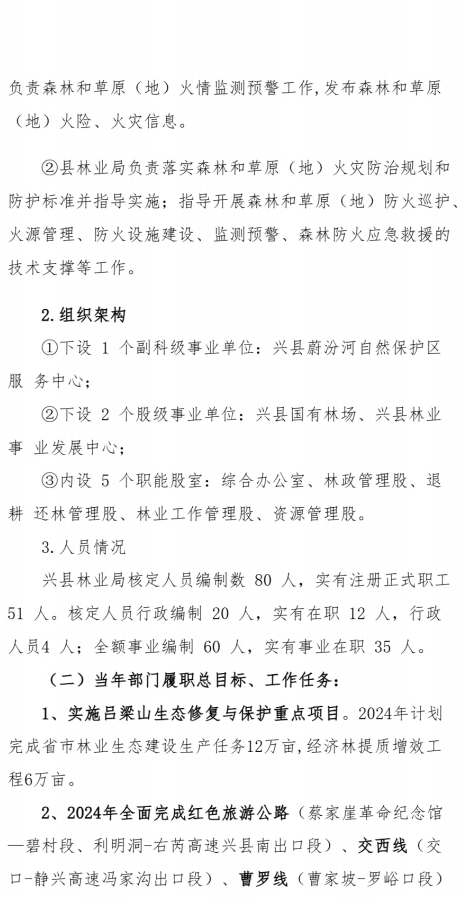 负责森林和草原（地）火情监测预警工作,发布森林和草原
（地）火险、火灾信息。
②县林业局负责落实森林和草原（地）火灾防治规划和
防护标准并指导实施；指导开展森林和草原（地）防火巡护、
火源管理、防火设施建设、监测预警、森林防火应急救援的
技术支撑等工作。
2.组织架构
①下设 1 个副科级事业单位：兴县蔚汾河自然保护区
服 务中心；
②下设 2 个股级事业单位：兴县国有林场、兴县林业
事 业发展中心；
③内设 5 个职能股室：综合办公室、林政管理股、退
耕 还林管理股、林业工作管理股、资源管理股。
3.人员情况
兴县林业局核定人员编制数 80 人，实有注册正式职工
51 人。核定人员行政编制 20 人，实有在职 12 人，行政
人员4 人；全额事业编制 60 人，实有事业在职 35 人。
（二）当年部门履职总目标、工作任务：
1、实施吕梁山生态修复与保护重点项目。2024年计划
完成省市林业生态建设生产任务12万亩,经济林提质增效工
程6万亩。
2、2024年全面完成红色旅游公路（蔡家崖革命纪念馆
—碧村段、利明洞-右芮高速兴县南出口段）、交西线（交
口-静兴高速冯家沟出口段）、曹罗线（曹家坡-罗峪口段）